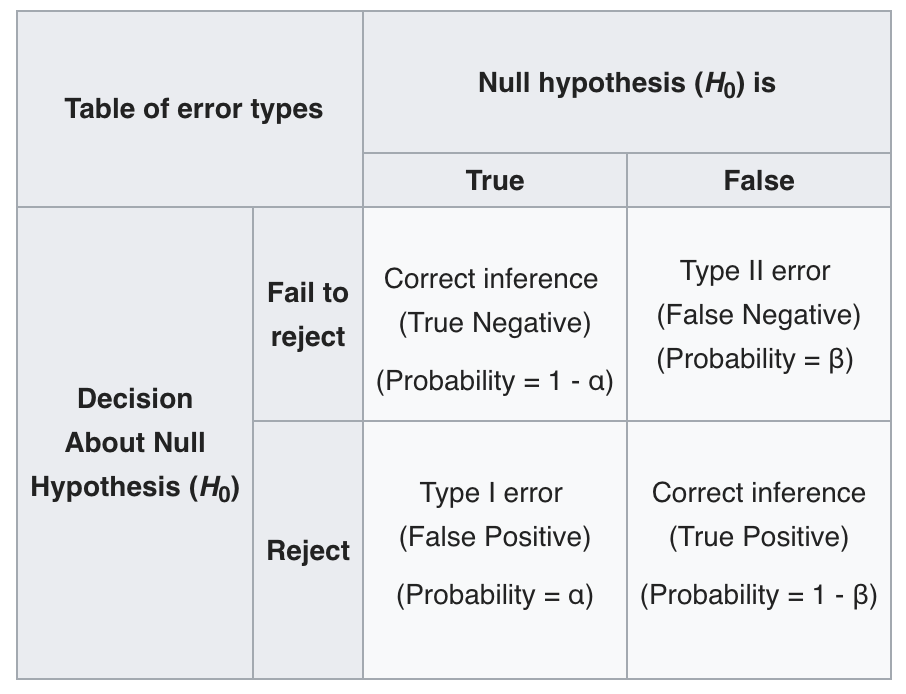 Table of error types
Null hypothesis (H0) is
True
False
Decision
About Null
Hypothesis (H0)
Fail to
reject
Correct inference
(True Negative)
(Probability = 1 - α)
Type II error
(False Negative)
(Probability = β)
Reject
Type I error
(False Positive)
(Probability = α)
Correct inference
(True Positive)
(Probability = 1 - β)